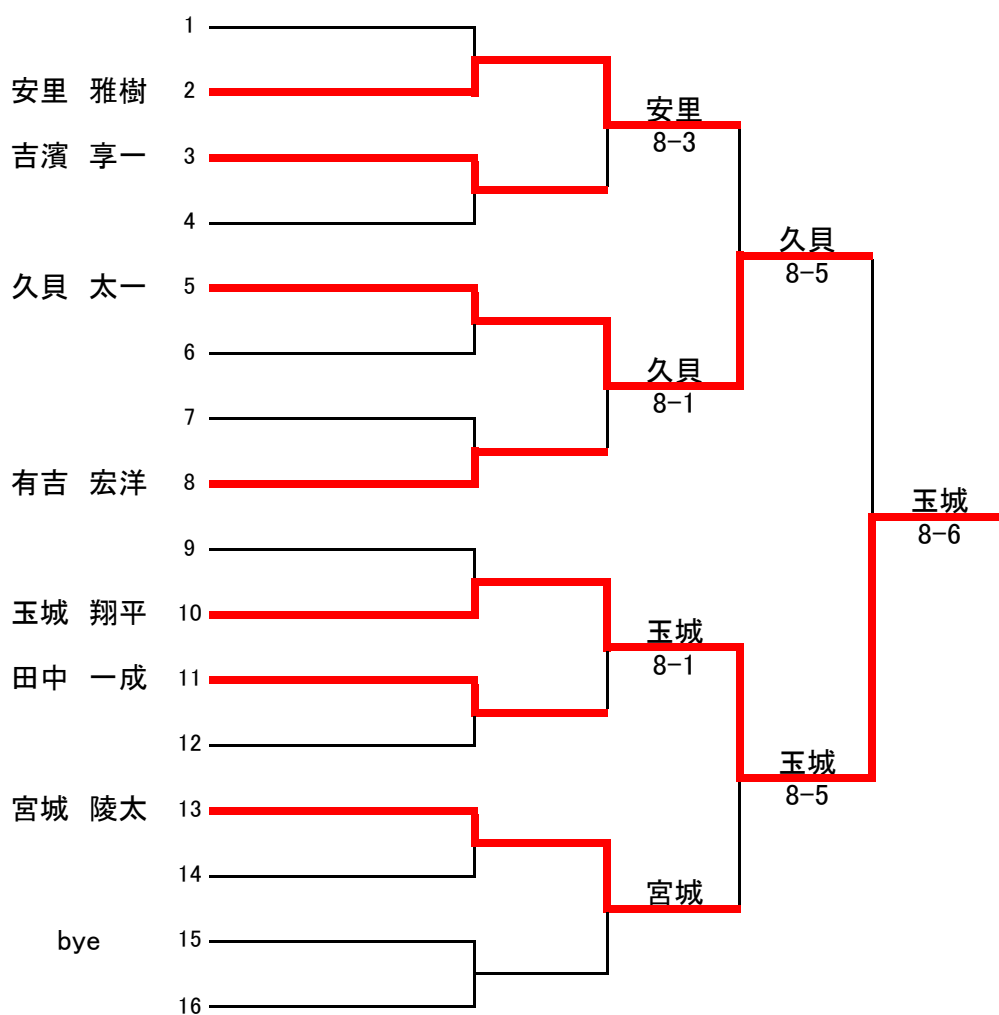 1
安里 雅樹 2
吉濱 享一 3
4
久貝 太一 5
6
7
有吉 宏洋 8
9
玉城 翔平 10
田中 一成 11
12
宮城 陵太 13
14
bye 15
16
安里
8-3
久貝
8-1
玉城
8-1
宮城
久貝
8-5
玉城
8-5
玉城
8-6